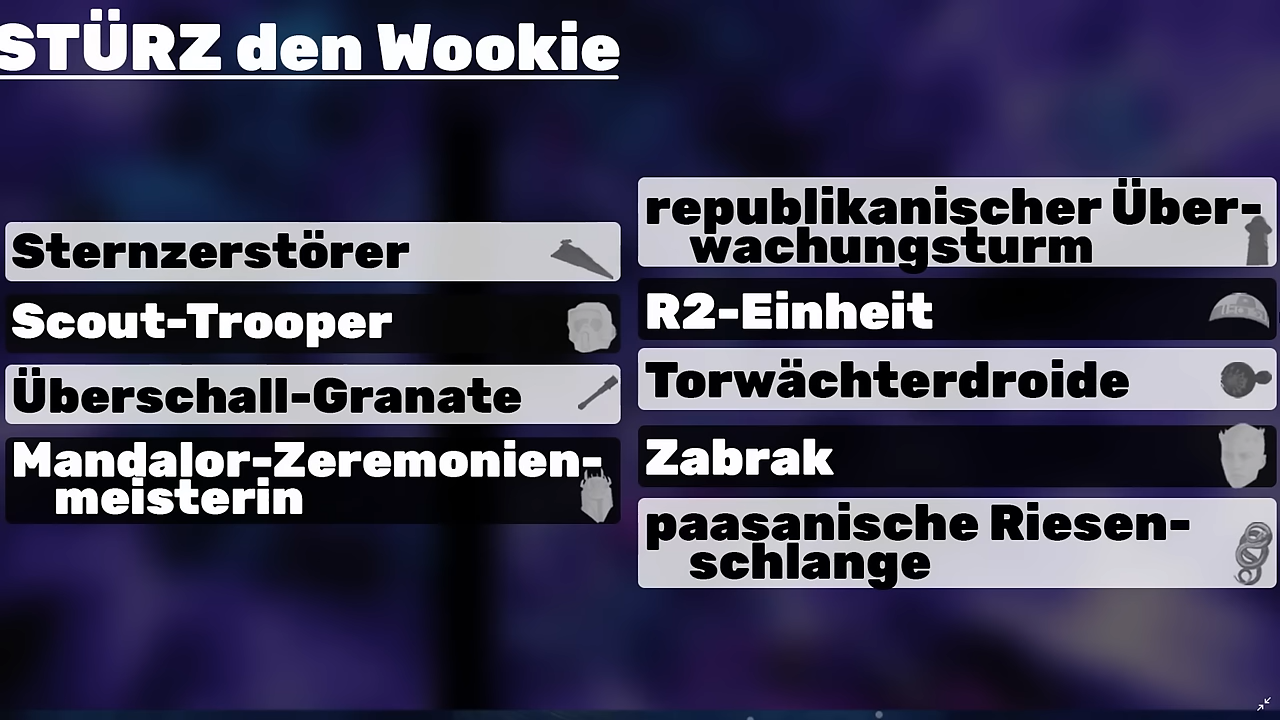 STÜRZ den Wookie
Sternzerstörer
Scout-Trooper
Überschall-Granate
Mandalor-Zeremonien-
meisterin
republikanischer Über-
wachungsturm
R2-Einheit
Torwächterdroide
Zabrak
paasanische Riesen-
schlange